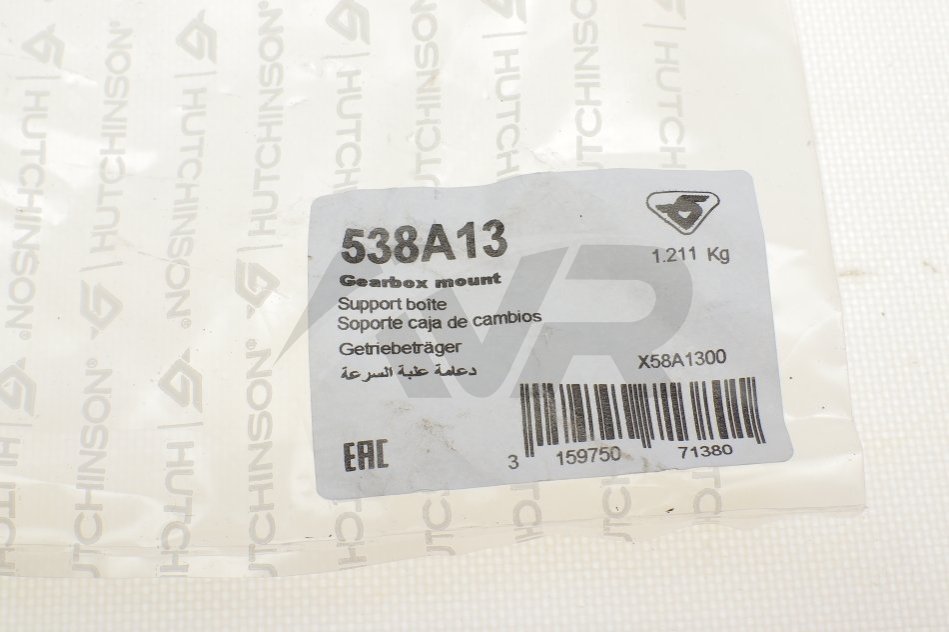 HUTCHINSON®
538A13
1.211 Kg
Gearbox mount
Support boîte
Soporte caja de cambios
Getriebeträger
X58A1300
دعامة علبة السرعة
EAC
3 159750 71380